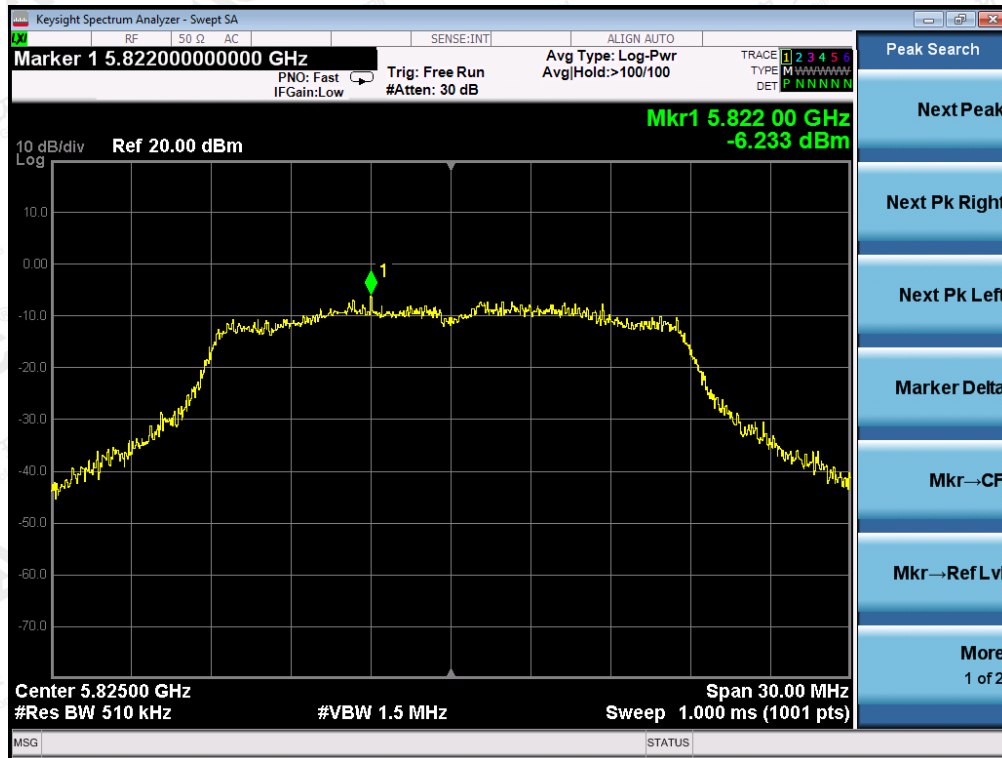 Keysight Spectrum Analyzer - Swept SA
LXI RF 50 Ω AC SENSE:INT ALIGN AUTO
Marker 1 5.822000000000 GHz
PNO: Fast
IFGain:Low
Trig: Free Run
#Atten: 30 dB
Avg Type: Log-Pwr
Avg|Hold:>100/100
TRACE 1 2 3 4 5 6
TYPE M WWWWW
DET P N N N N N
Mkr1 5.822 00 GHz
-6.233 dBm
10 dB/div Ref 20.00 dBm
Log
10.0
0.00
-10.0
-20.0
-30.0
-40.0
-50.0
-60.0
-70.0
1
Center 5.82500 GHz Span 30.00 MHz
#Res BW 510 kHz #VBW 1.5 MHz Sweep 1.000 ms (1001 pts)
MSG STATUS
Peak Search
Next Peak
Next Pk Right
Next Pk Left
Marker Delta
Mkr→CF
Mkr→Ref Lvl
More
1 of 2